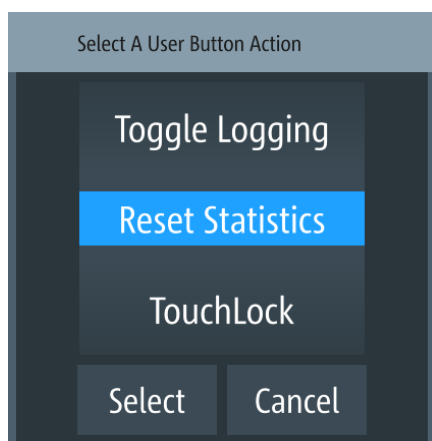 Select A User Button Action
Toggle Logging
Reset Statistics
TouchLock
Select Cancel